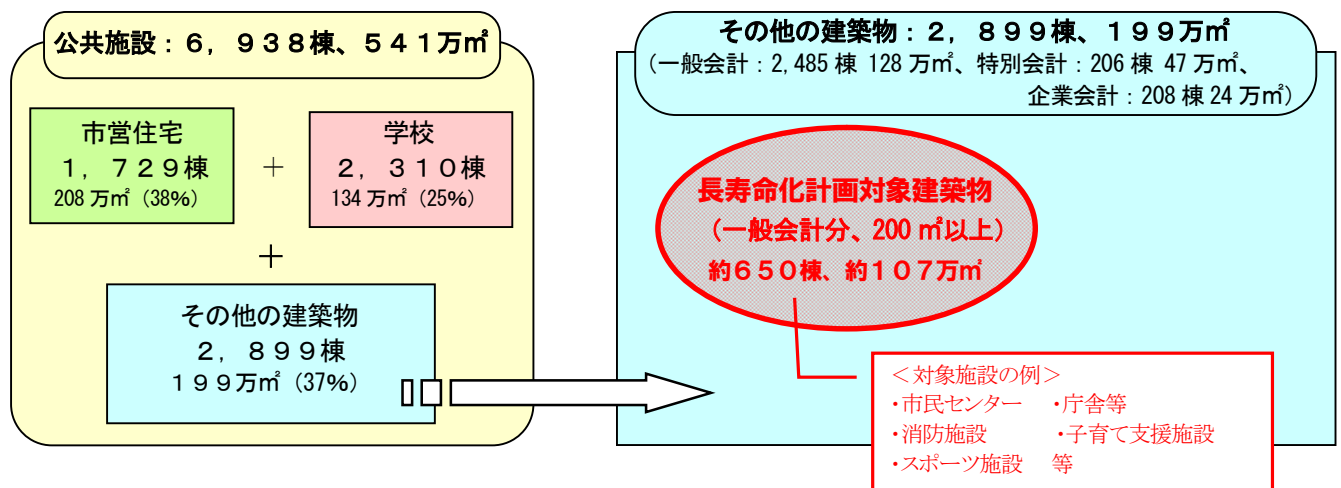 公共施設：６，９３８棟、５４１万㎡
市営住宅
１，７２９棟
208 万㎡（38%）
＋
学校
２，３１０棟
134 万㎡（25%）
＋
その他の建築物
２，８９９棟
１９９万㎡（37%）
その他の建築物：２，８９９棟、１９９万㎡
（一般会計：2,485 棟 128 万㎡、特別会計：206 棟 47 万㎡、
企業会計：208 棟 24 万㎡）
長寿命化計画対象建築物
（一般会計分、200 ㎡以上）
約６５０棟、約１０７万㎡
＜対象施設の例＞
・市民センター　・庁舎等
・消防施設　・子育て支援施設
・スポーツ施設　等